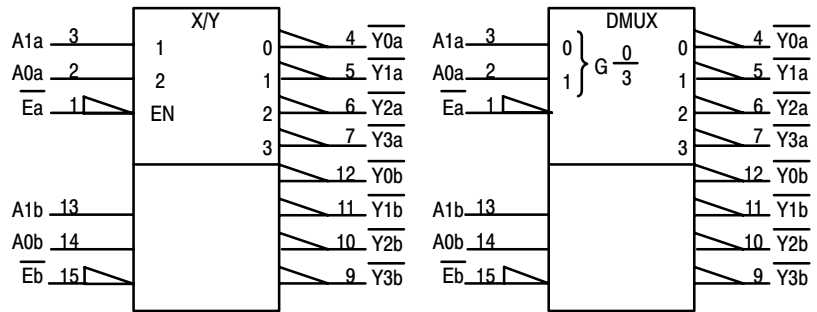 X/Y
A1a 3 1 0 4 Y0a
A0a 2 2 1 5 Y1a
Ea 1 EN 2 6 Y2a
3 7 Y3a
12 Y0b
A1b 13 11 Y1b
A0b 14 10 Y2b
Eb 15 9 Y3b
DMUX
A1a 3 0 0 4 Y0a
A0a 2 1 } G 0/3 1 5 Y1a
Ea 1 2 6 Y2a
3 7 Y3a
12 Y0b
A1b 13 11 Y1b
A0b 14 10 Y2b
Eb 15 9 Y3b